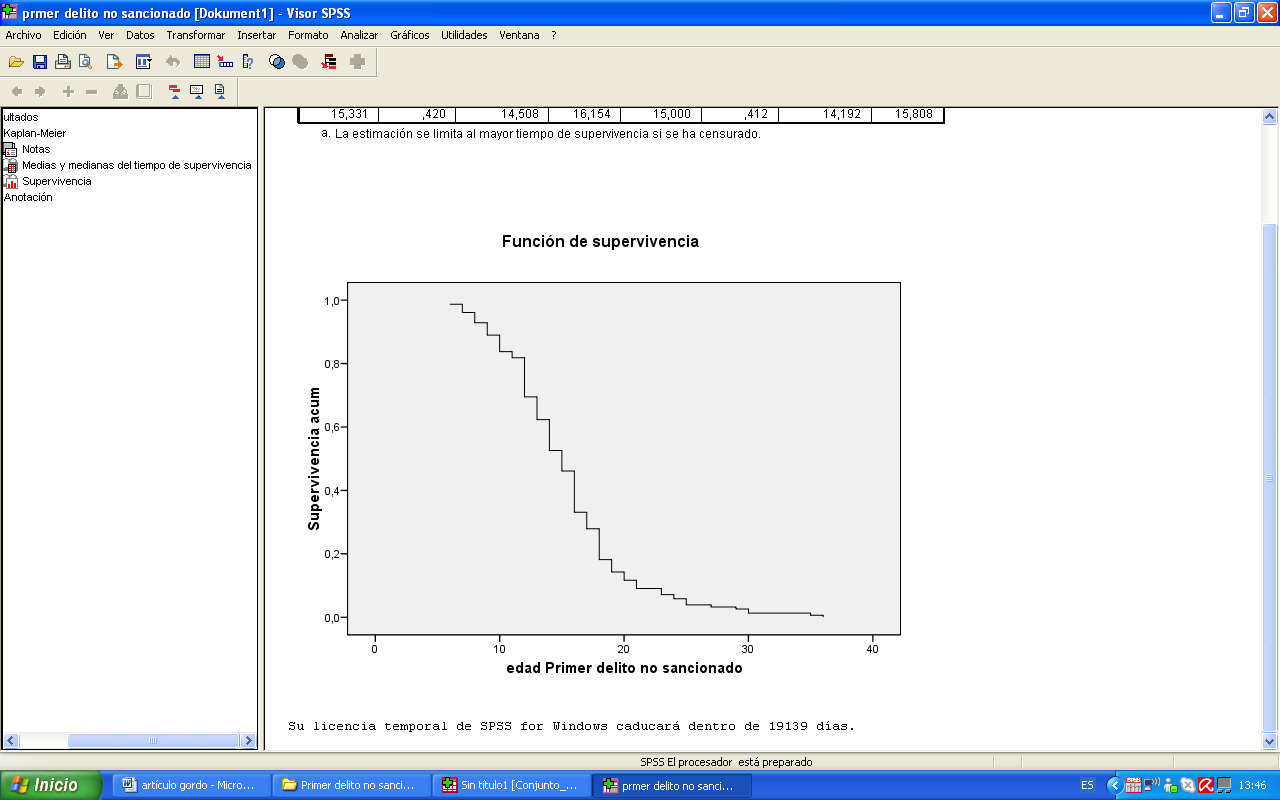 prmer delito no sancionado [Dokument1] - Visor SPSS
Archivo Edición Ver Datos Transformar Insertar Formato Analizar Gráficos Utilidades Ventana ?
ultados
Kaplan-Meier
Notas
Medias y medianas del tiempo de supervivencia
Supervivencia
Anotación
15,331 ,420 14,508 16,154 15,000 ,412 14,192 15,808
a. La estimación se limita al mayor tiempo de supervivencia si se ha censurado.
Función de supervivencia
Supervivencia acum
1,0
0,8
0,6
0,4
0,2
0,0
0 10 20 30 40
edad Primer delito no sancionado
Su licencia temporal de SPSS for Windows caducará dentro de 19139 días.
SPSS El procesador está preparado
Inicio
artículo gordo - Micro...
Primer delito no sanci...
Sin título1 [Conjunto_...
prmer delito no sanci...
ES
13:46